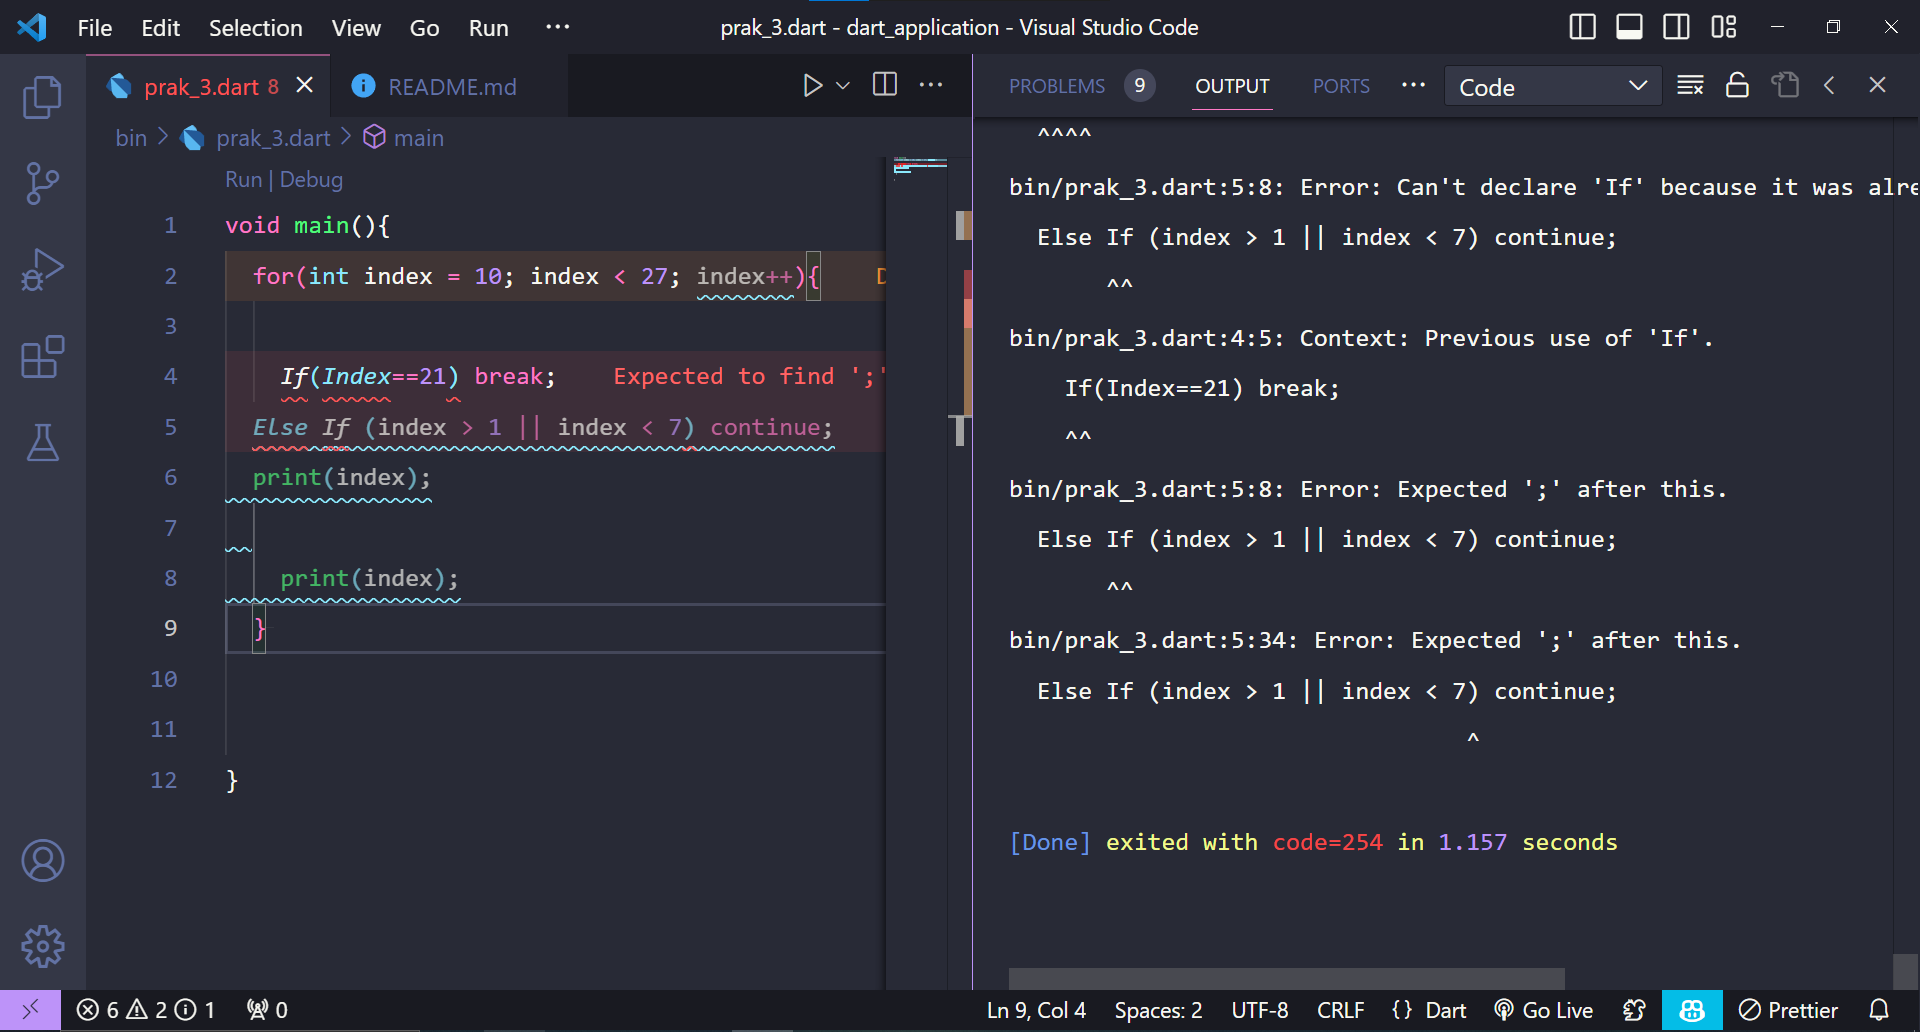 File Edit Selection View Go Run ··· prak_3.dart - dart_application - Visual Studio Code
prak_3.dart 8 README.md
bin > prak_3.dart > main
Run | Debug
1 void main(){
2 for(int index = 10; index < 27; index++){ D
3
4 If(Index==21) break; Expected to find ';'
5 Else If (index > 1 || index < 7) continue;
6 print(index);
7
8 print(index);
9 }
10
11
12 }
PROBLEMS 9 OUTPUT PORTS ··· Code
^^^^
bin/prak_3.dart:5:8: Error: Can't declare 'If' because it was alre
Else If (index > 1 || index < 7) continue;
^^
bin/prak_3.dart:4:5: Context: Previous use of 'If'.
If(Index==21) break;
^^
bin/prak_3.dart:5:8: Error: Expected ';' after this.
Else If (index > 1 || index < 7) continue;
^^
bin/prak_3.dart:5:34: Error: Expected ';' after this.
Else If (index > 1 || index < 7) continue;
^
[Done] exited with code=254 in 1.157 seconds
6 2 1 0 Ln 9, Col 4 Spaces: 2 UTF-8 CRLF {} Dart Go Live Prettier